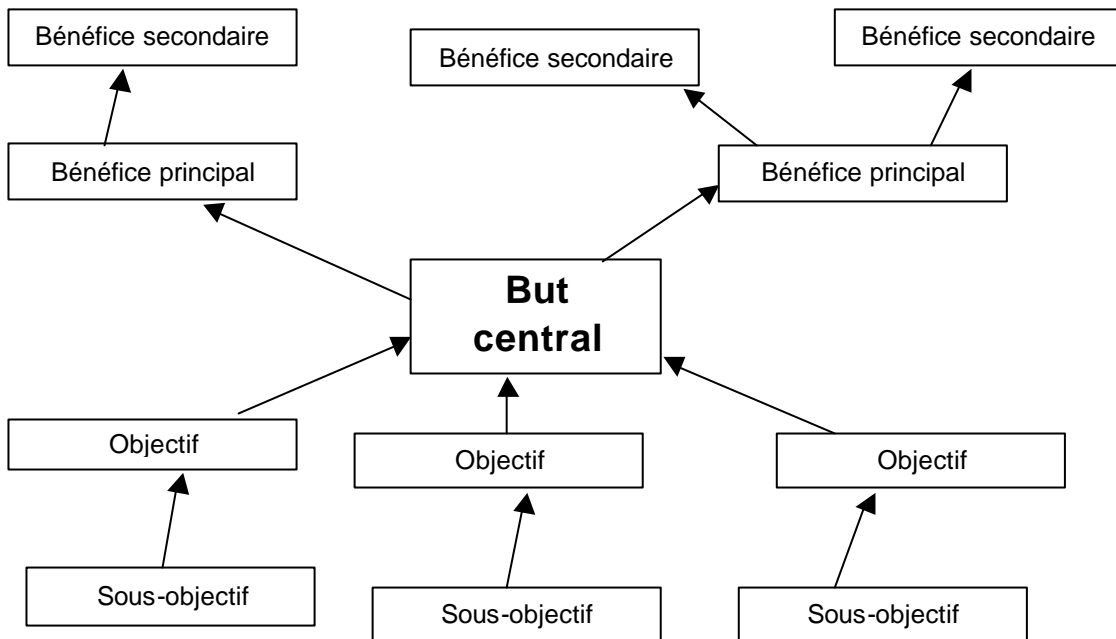 Bénéfice secondaire
Bénéfice secondaire
Bénéfice secondaire
Bénéfice principal
Bénéfice principal
But
central
Objectif
Objectif
Objectif
Sous-objectif
Sous-objectif
Sous-objectif